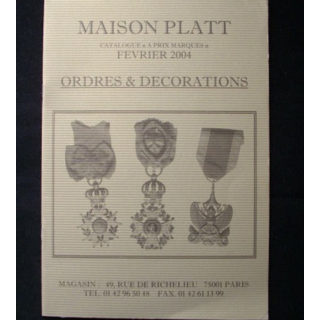 MAISON PLATT
CATALOGUE « A PRIX MARQUES »
FEVRIER 2004
ORDRES & DECORATIONS
MAGASIN : 49, RUE DE RICHELIEU 75001 PARIS
TEL. 01 42 96 50 48 FAX. 01 42 61 13 99